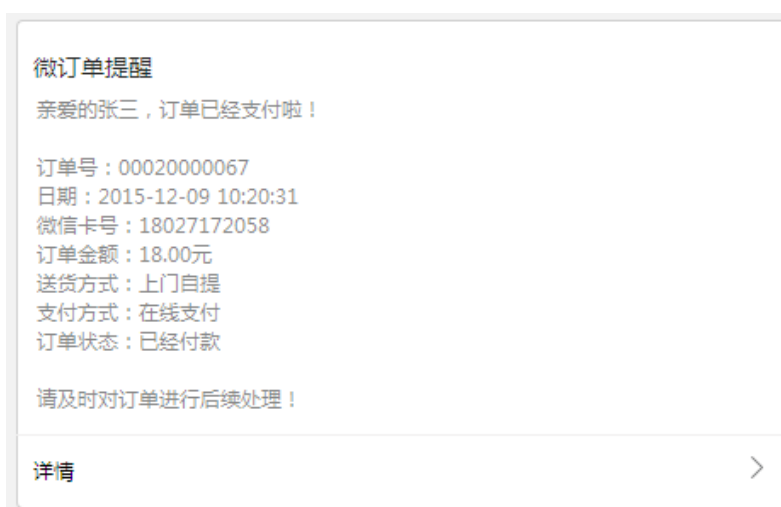 微订单提醒
亲爱的张三，订单已经支付啦！
订单号：00020000067
日期：2015-12-09 10:20:31
微信卡号：18027172058
订单金额：18.00元
送货方式：上门自提
支付方式：在线支付
订单状态：已经付款
请及时对订单进行后续处理！
详情